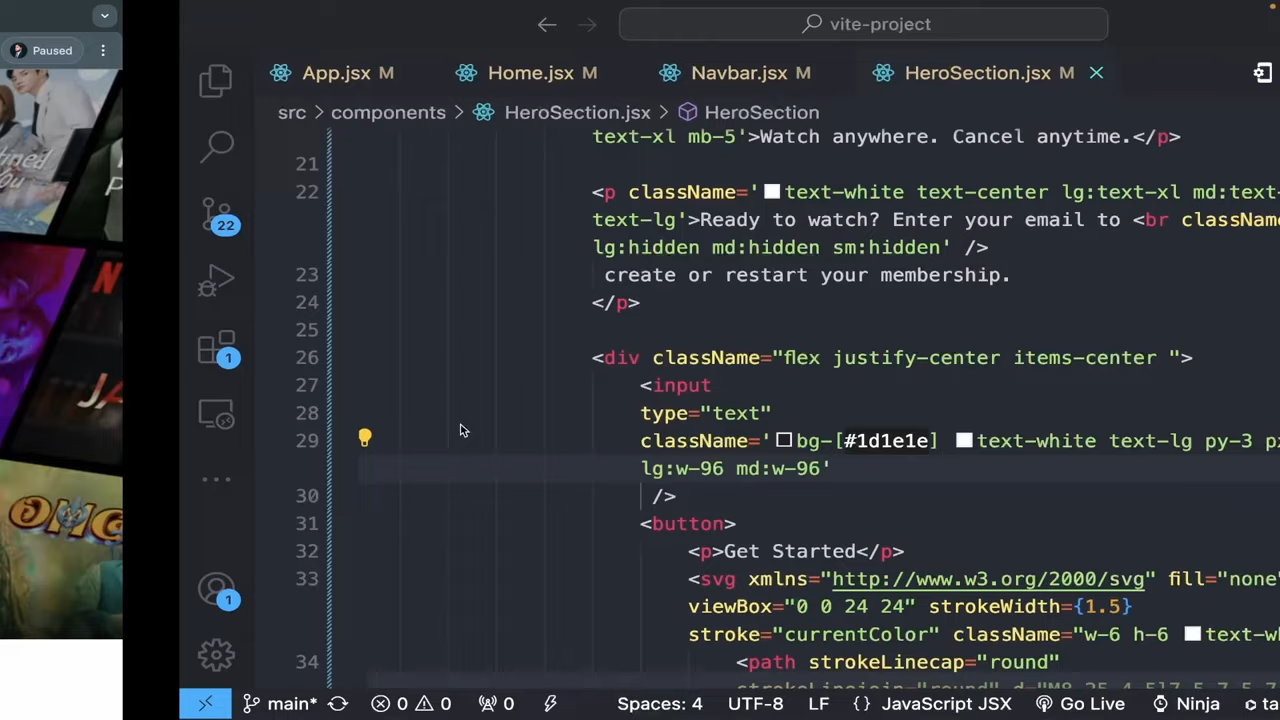 Paused
vite-project
App.jsx M
Home.jsx M
Navbar.jsx M
HeroSection.jsx M
src > components > HeroSection.jsx > HeroSection
text-xl mb-5'>Watch anywhere. Cancel anytime.</p>
21
22 <p className='text-white text-center lg:text-xl md:text-
text-lg'>Ready to watch? Enter your email to <br className
lg:hidden md:hidden sm:hidden' />
23 create or restart your membership.
24 </p>
25
26 <div className="flex justify-center items-center ">
27 <input
28 type="text"
29 className='bg-[#1d1e1e] text-white text-lg py-3 px
lg:w-96 md:w-96'
30 />
31 <button>
32 <p>Get Started</p>
33 <svg xmlns="http://www.w3.org/2000/svg" fill="none"
viewBox="0 0 24 24" strokeWidth={1.5}
stroke="currentColor" className="w-6 h-6 text-w
34 <path strokeLinecap="round"
22
1
1
OMG
main* 0 0 0 Spaces: 4 UTF-8 LF {} JavaScript JSX Go Live Ninja ta